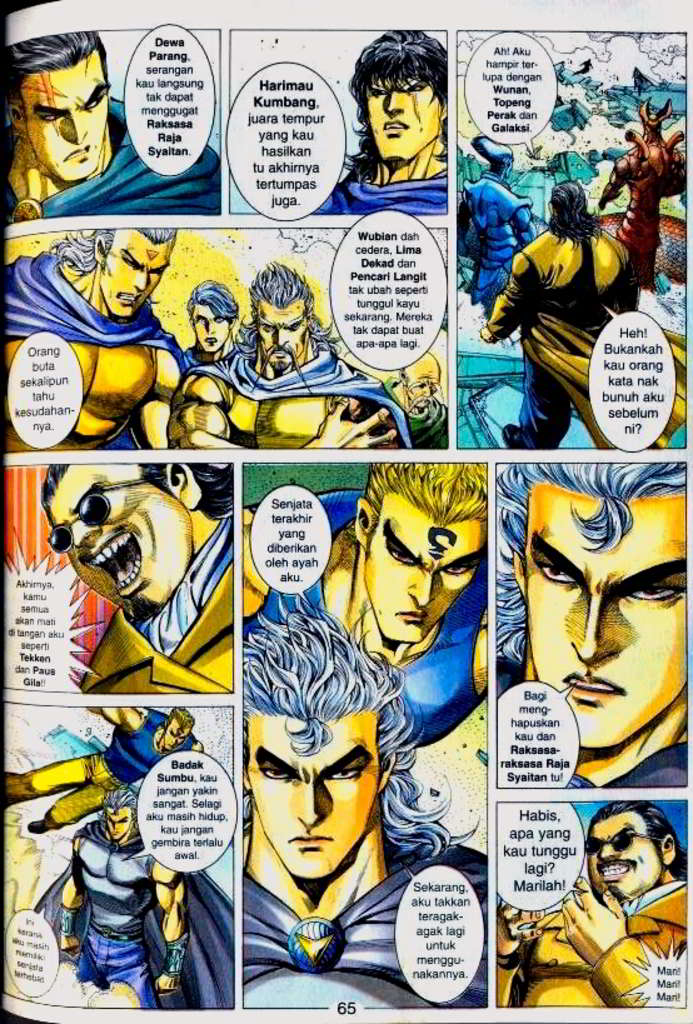 Dewa
Parang,
serangan
kau langsung
tak dapat
menggugat
Raksasa
Raja
Syaitan.
Harimau
Kumbang,
juara tempur
yang kau
hasilkan
tu akhirnya
tertumpas
juga.
Ah! Aku
hampir ter-
lupa dengan
Wunan,
Topeng
Perak dan
Galaksi.
Heh!
Bukankah
kau orang
kata nak
bunuh aku
sebelum
ni?
Wubian dah
cedera, Lima
Dekad dan
Pencari Langit
tak ubah seperti
tunggul kayu
sekarang. Mereka
tak dapat buat
apa-apa lagi.
Orang
buta
sekalipun
tahu
kesudahan-
nya.
Akhirnya,
kamu
semua
akan mati
di tangan aku
seperti
Tekken
dan Paus
Gila!!
Badak
Sumbu, kau
jangan yakin
sangat. Selagi
aku masih hidup,
kau jangan
gembira terlalu
awal.
Ini
kerana
aku masih
memiliki
senjata
terhebat.
Senjata
terakhir
yang
diberikan
oleh ayah
aku.
Sekarang,
aku takkan
teragak-
agak lagi
untuk
menggu-
nakannya.
Bagi
meng-
hapuskan
kau dan
Raksasa-
raksasa Raja
Syaitan tu!
Habis,
apa yang
kau tunggu
lagi?
Marilah!
Mari!
Mari!
Mari!
65